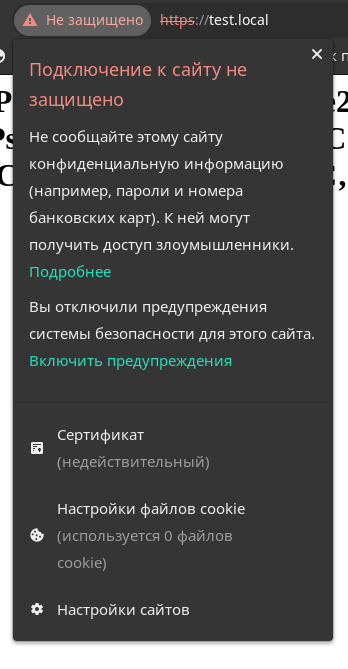 Не защищено https://test.local
Подключение к сайту не
защищено
Не сообщайте этому сайту
конфиденциальную информацию
(например, пароли и номера
банковских карт). К ней могут
получить доступ злоумышленники.
Подробнее
Вы отключили предупреждения
системы безопасности для этого сайта.
Включить предупреждения
Сертификат
(недействительный)
Настройки файлов cookie
(используется 0 файлов
cookie)
Настройки сайтов